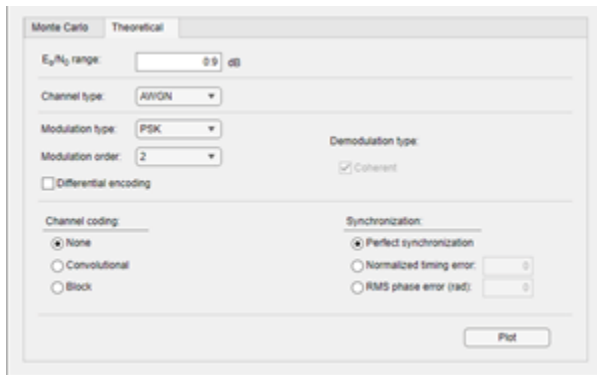 Monte Carlo Theoretical
Eb/N0 range: 0:9 dB
Channel type: AWGN
Modulation type: PSK
Demodulation type:
Modulation order: 2
Coherent
Differential encoding
Channel coding: Synchronization:
None Perfect synchronization
Convolutional Normalized timing error: 0
Block RMS phase error (rad): 0
Plot